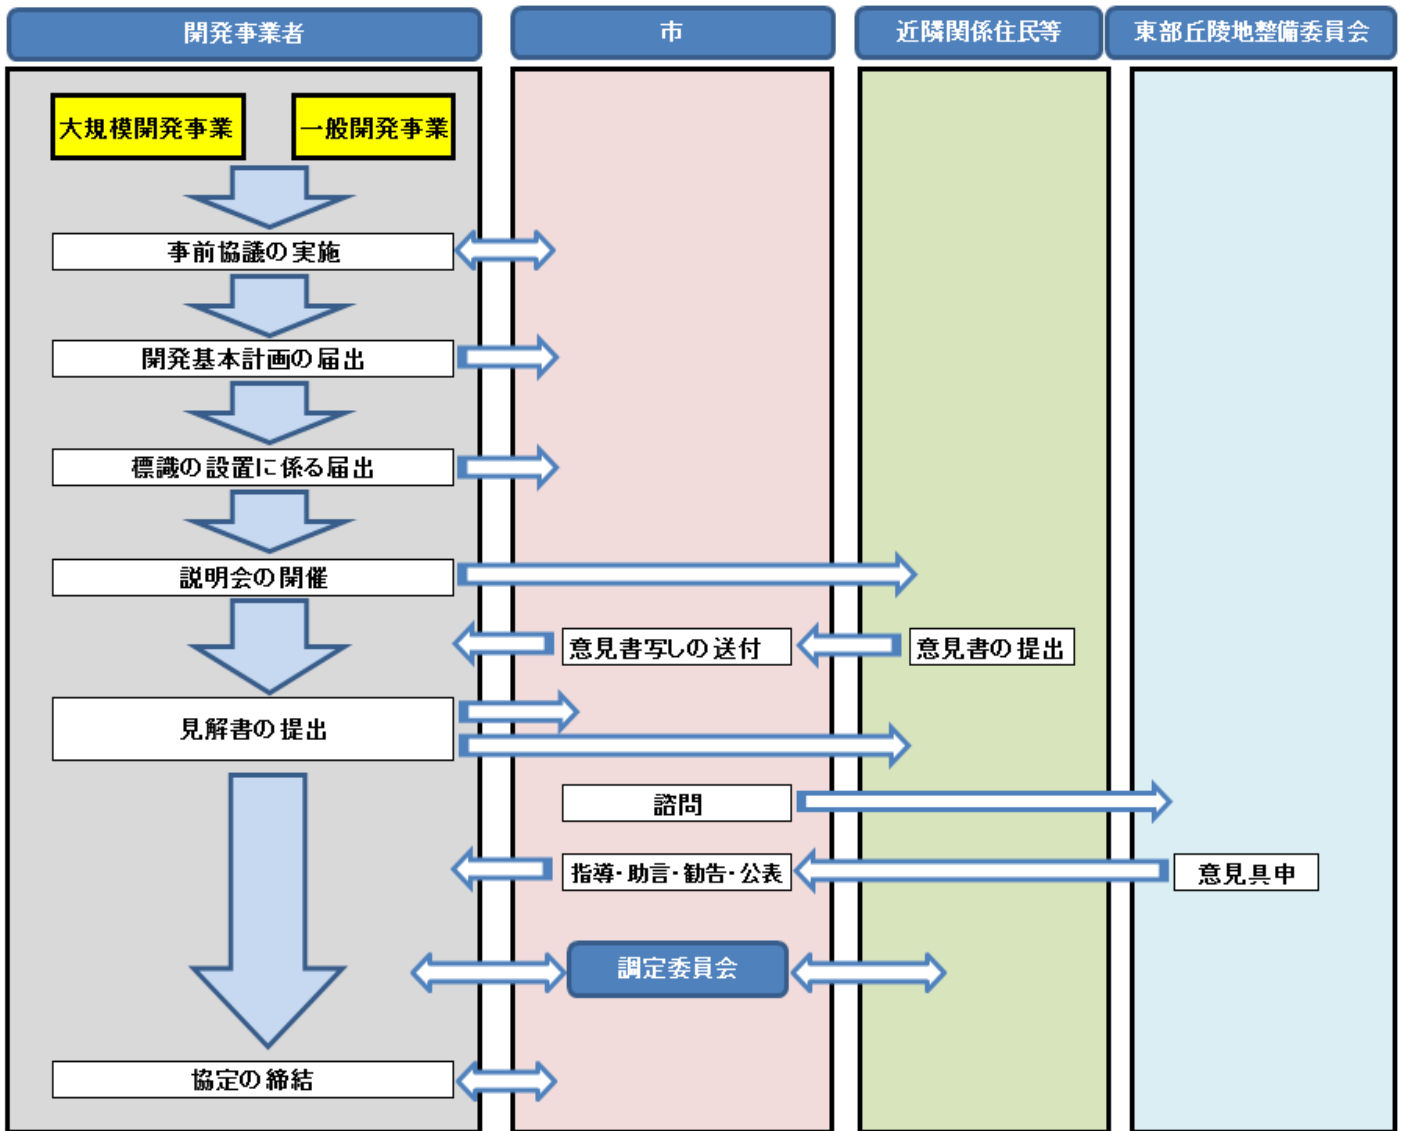 開発事業者
市
近隣関係住民等
東部丘陵地整備委員会
大規模開発事業
一般開発事業
事前協議の実施
開発基本計画の届出
標識の設置に係る届出
説明会の開催
意見書写しの送付
意見書の提出
見解書の提出
諮問
指導・助言・勧告・公表
意見具申
調定委員会
協定の締結